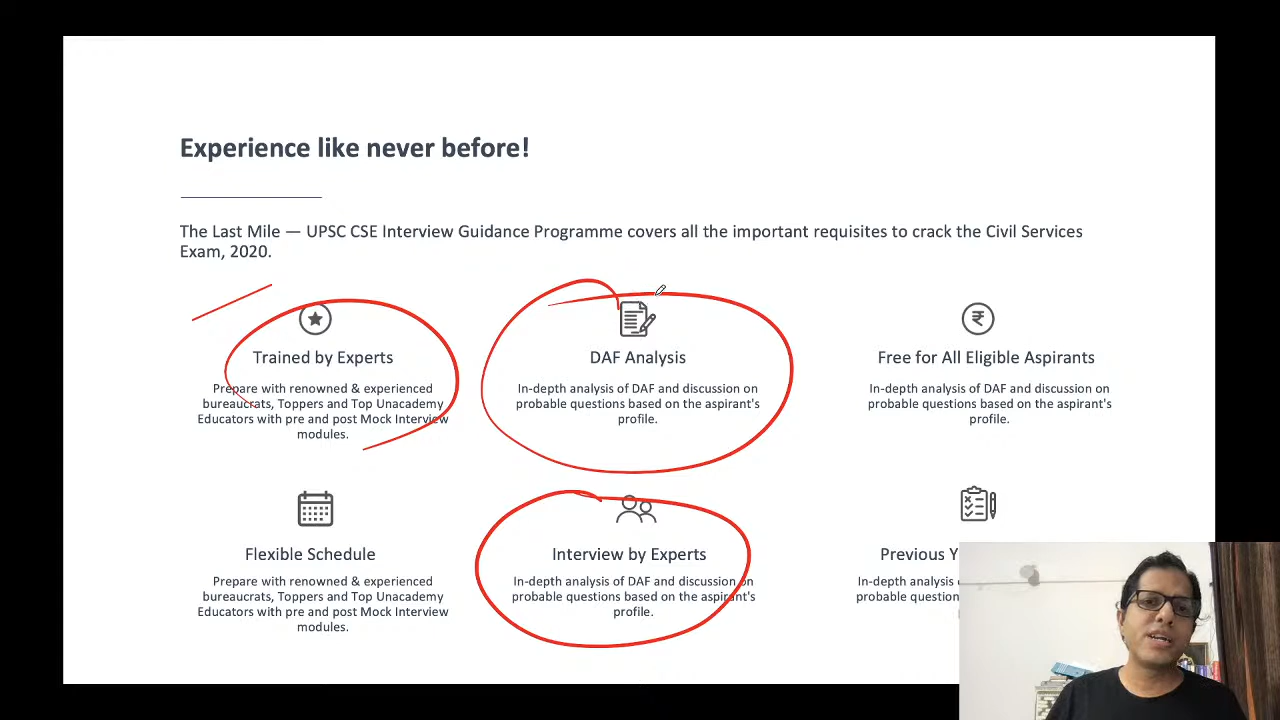 Experience like never before!
The Last Mile — UPSC CSE Interview Guidance Programme covers all the important requisites to crack the Civil Services
Exam, 2020.
Trained by Experts
Prepare with renowned & experienced
bureaucrats, Toppers and Top Unacademy
Educators with pre and post Mock Interview
modules.
DAF Analysis
In-depth analysis of DAF and discussion on
probable questions based on the aspirant's
profile.
Free for All Eligible Aspirants
In-depth analysis of DAF and discussion on
probable questions based on the aspirant's
profile.
Flexible Schedule
Prepare with renowned & experienced
bureaucrats, Toppers and Top Unacademy
Educators with pre and post Mock Interview
modules.
Interview by Experts
In-depth analysis of DAF and discussion on
probable questions based on the aspirant's
profile.
Previous Y
In-depth analysis
probable questions